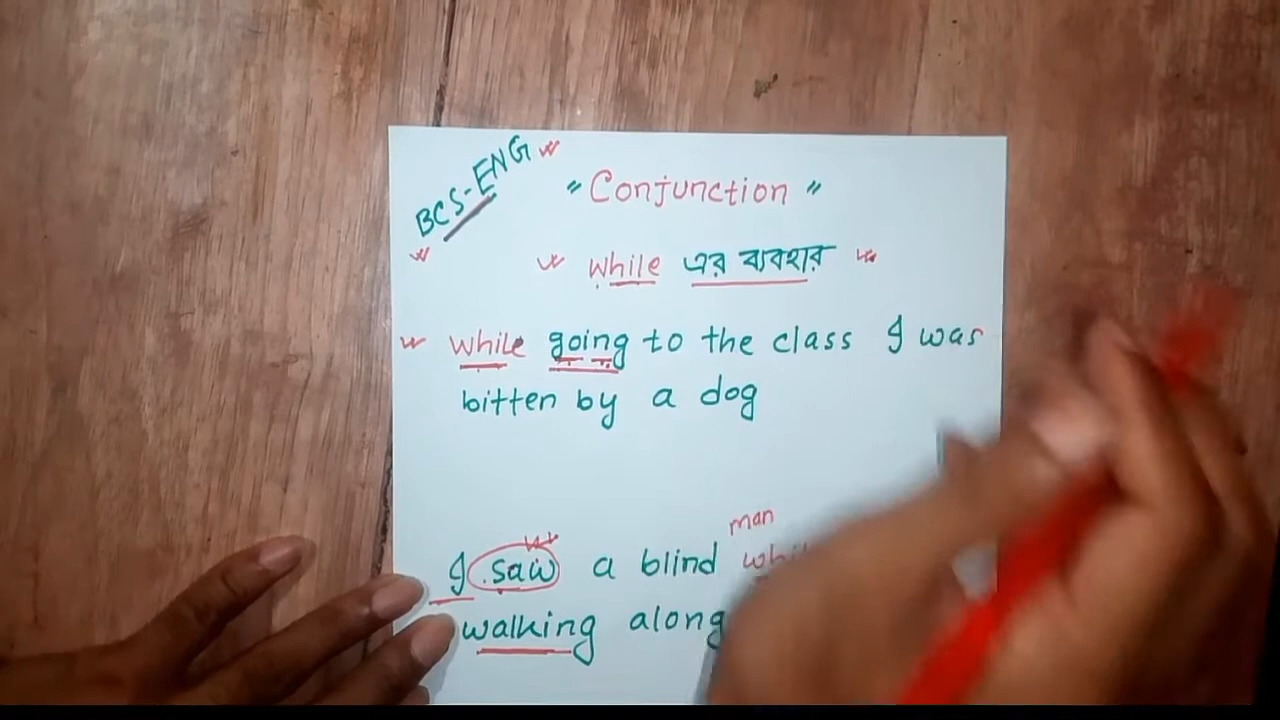 BCS-ENG
"Conjunction"
while এর ব্যবহার
while going to the class I was
bitten by a dog
man
I saw a blind
walking along